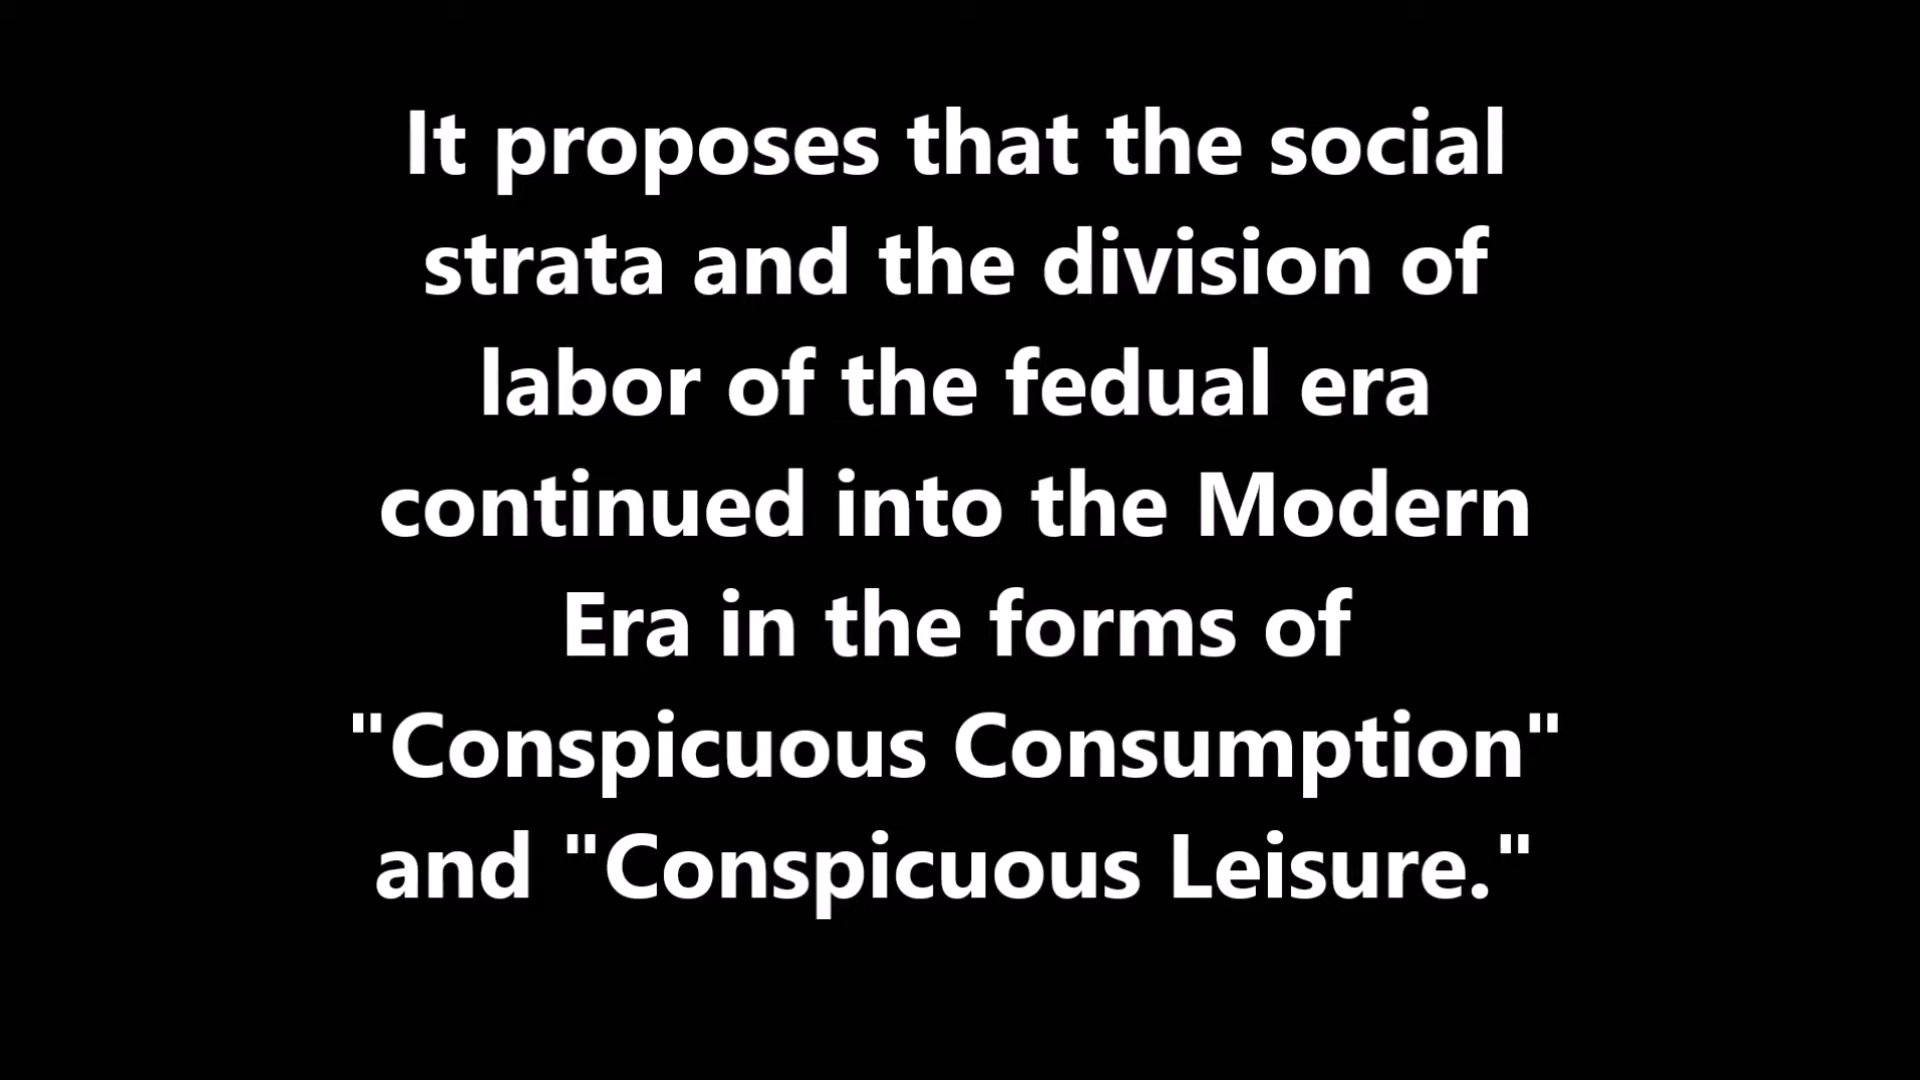 It proposes that the social
strata and the division of
labor of the fedual era
continued into the Modern
Era in the forms of
"Conspicuous Consumption"
and "Conspicuous Leisure."